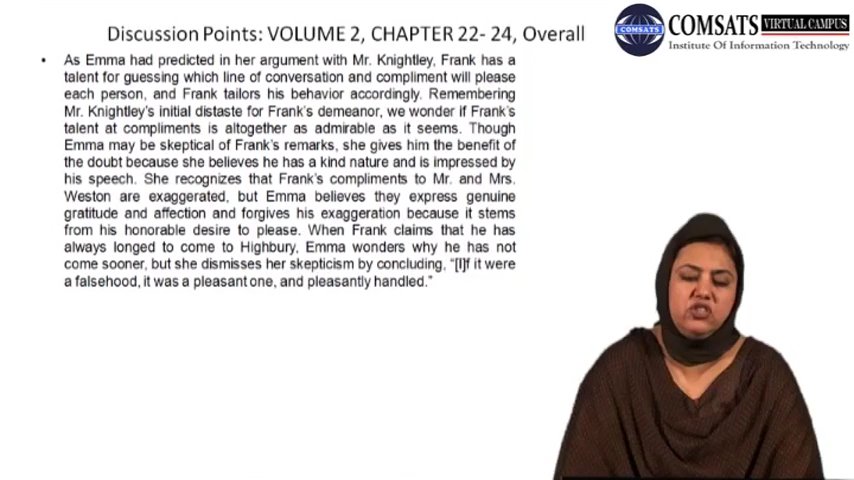 Discussion Points: VOLUME 2, CHAPTER 22- 24, Overall
COMSATS VIRTUAL CAMPUS
Institute Of Information Technology
COMSATS
• As Emma had predicted in her argument with Mr. Knightley, Frank has a
talent for guessing which line of conversation and compliment will please
each person, and Frank tailors his behavior accordingly. Remembering
Mr. Knightley's initial distaste for Frank's demeanor, we wonder if Frank's
talent at compliments is altogether as admirable as it seems. Though
Emma may be skeptical of Frank's remarks, she gives him the benefit of
the doubt because she believes he has a kind nature and is impressed by
his speech. She recognizes that Frank's compliments to Mr. and Mrs.
Weston are exaggerated, but Emma believes they express genuine
gratitude and affection and forgives his exaggeration because it stems
from his honorable desire to please. When Frank claims that he has
always longed to come to Highbury, Emma wonders why he has not
come sooner, but she dismisses her skepticism by concluding, "[I]f it were
a falsehood, it was a pleasant one, and pleasantly handled."